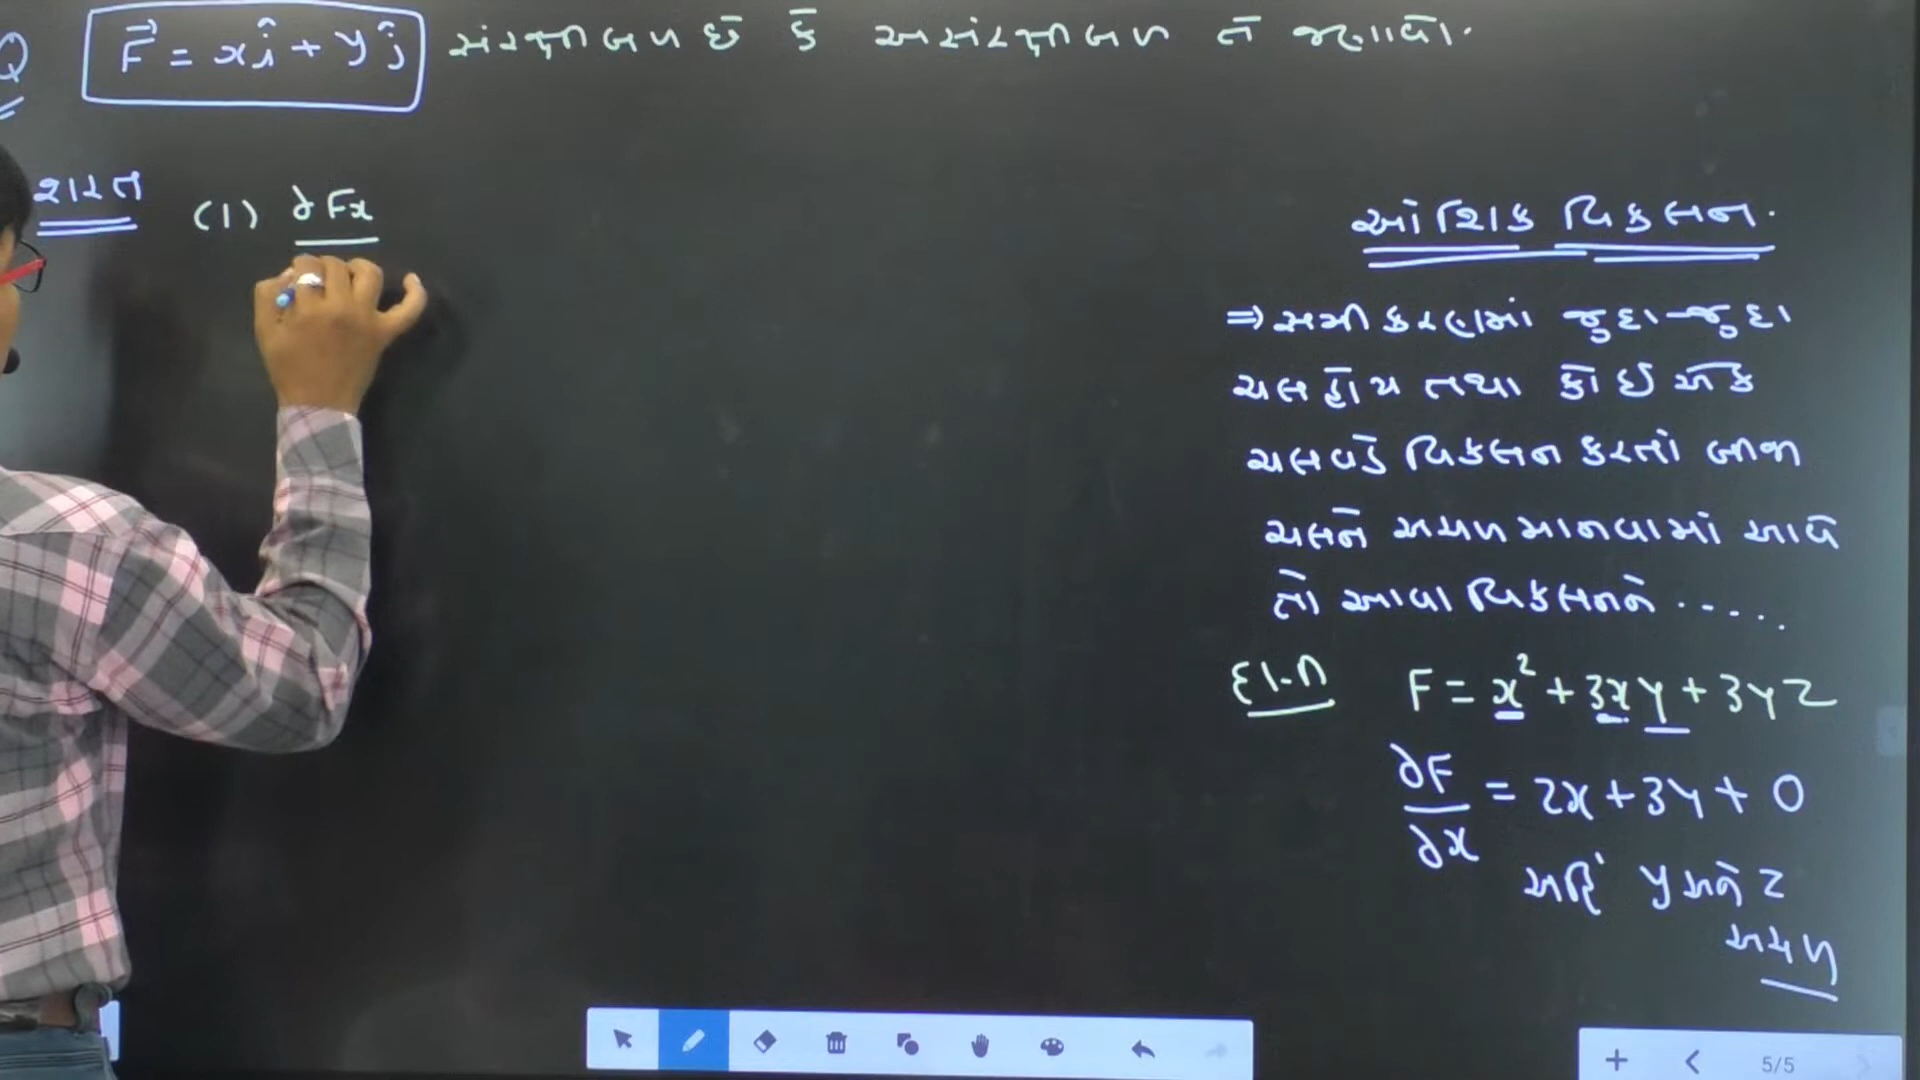 Q F⃗ = xî + yĵ સંરક્ષીબળ છે કે અસંરક્ષીબળ તે જણાવો.
શરત (1) ∂Fx
આંશિક વિકલન.
⇒ સમીકરણમાં જુદા-જુદા
ચલ હોય તથા કોઈ એક
ચલવડે વિકલન કરતાં બીજા
ચલને અચળ માનવામાં આવે
તો આવા વિકલનને .....
દા.ત F = x² + 3xy + 3yz
∂F/∂x = 2x + 3y + 0
અહિં y અને z
અચળ
5/5